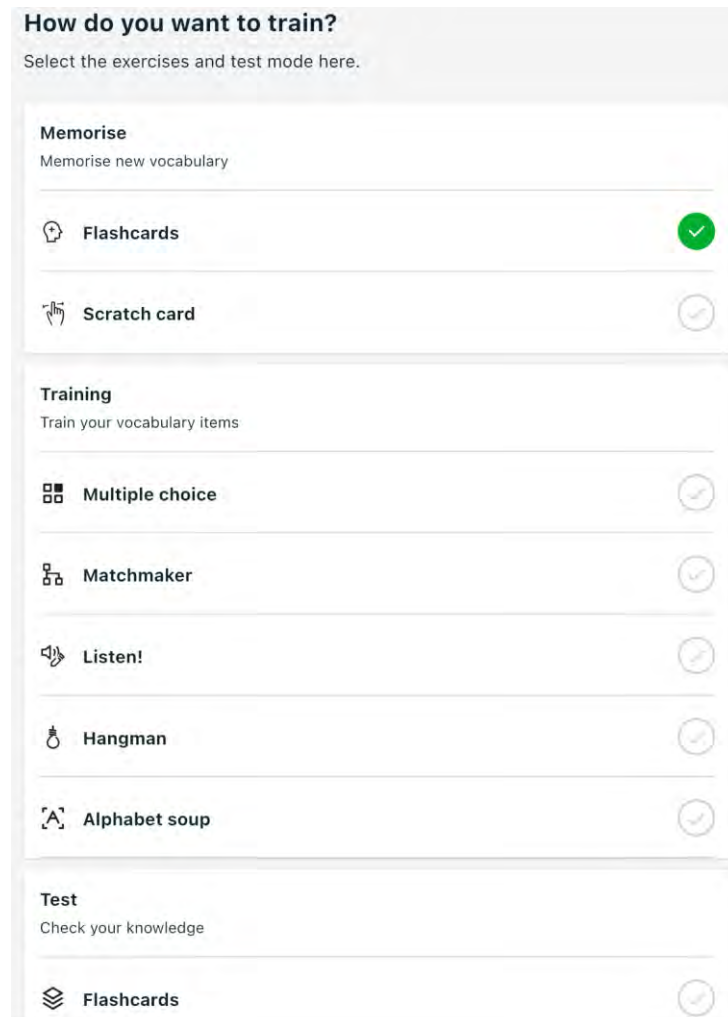 How do you want to train?
Select the exercises and test mode here.
Memorise
Memorise new vocabulary
Flashcards
Scratch card
Training
Train your vocabulary items
Multiple choice
Matchmaker
Listen!
Hangman
Alphabet soup
Test
Check your knowledge
Flashcards